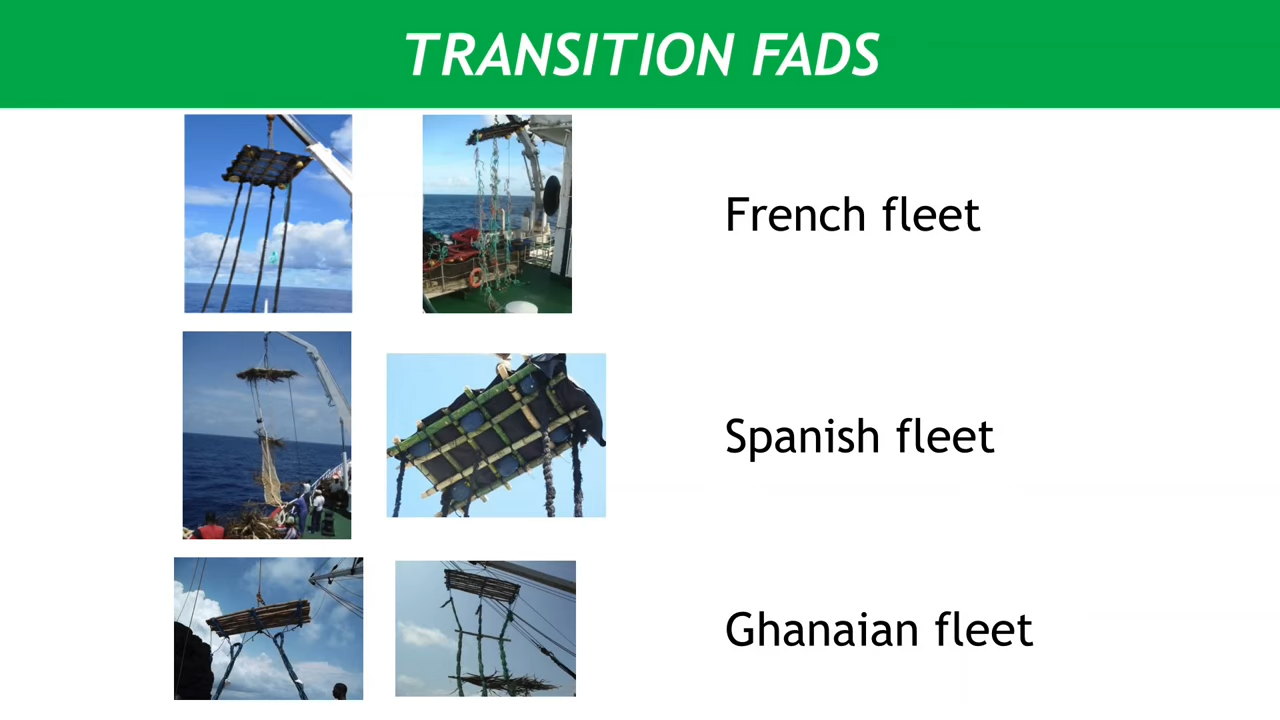 TRANSITION FADS
French fleet
Spanish fleet
Ghanaian fleet